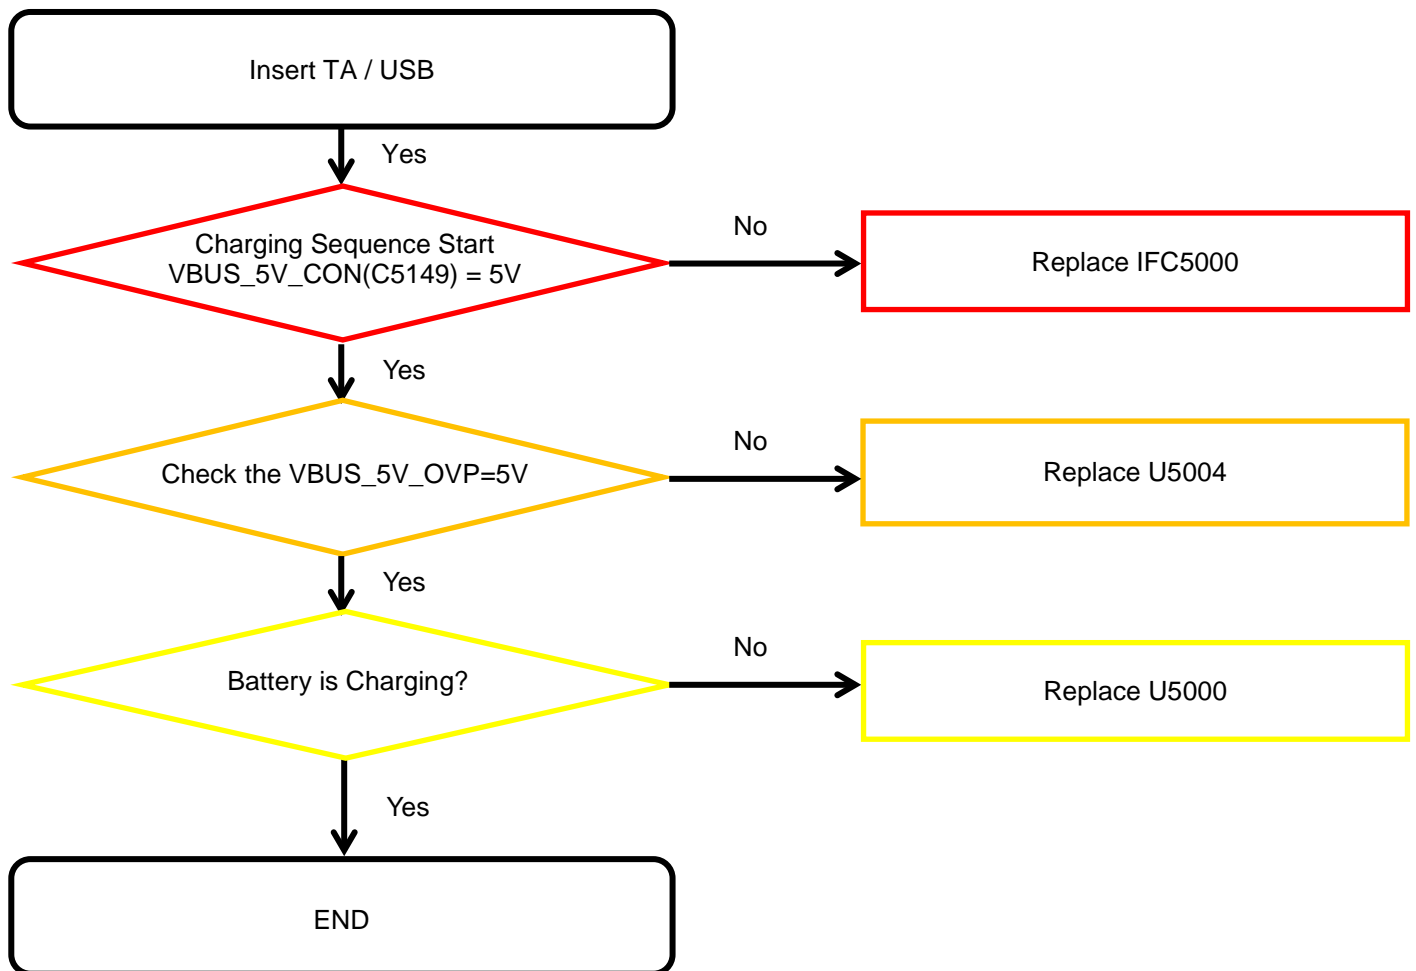 Insert TA / USB
Yes
Charging Sequence Start
VBUS_5V_CON(C5149) = 5V
No
Replace IFC5000
Yes
Check the VBUS_5V_OVP=5V
No
Replace U5004
Yes
Battery is Charging?
No
Replace U5000
Yes
END